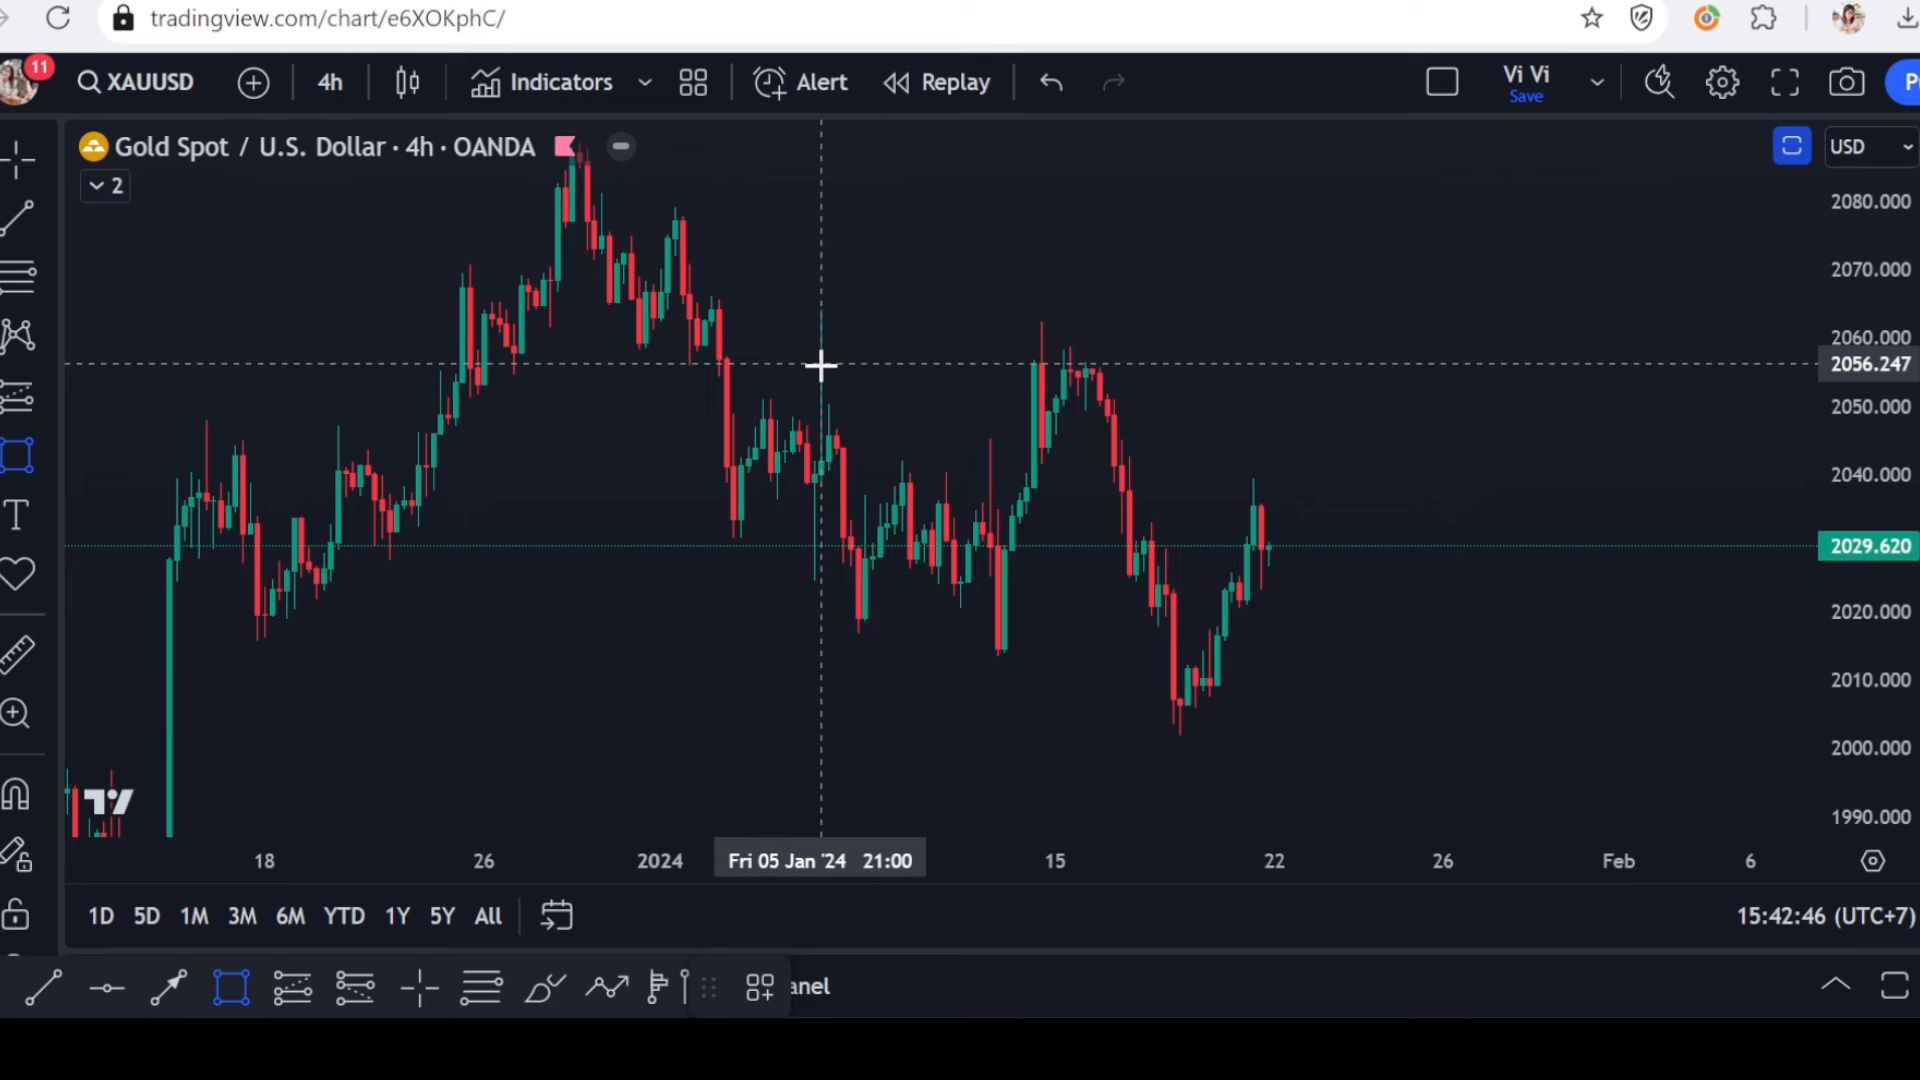 tradingview.com/chart/e6XOKphC/
11 XAUUSD 4h Indicators Alert Replay Vi Vi
Save
Gold Spot / U.S. Dollar · 4h · OANDA USD
2
2080.000
2070.000
2060.000
2056.247
2050.000
2040.000
2029.620
2020.000
2010.000
2000.000
1990.000
18 26 2024 Fri 05 Jan '24 21:00 15 22 26 Feb 6
1D 5D 1M 3M 6M YTD 1Y 5Y All 15:42:46 (UTC+7)
anel